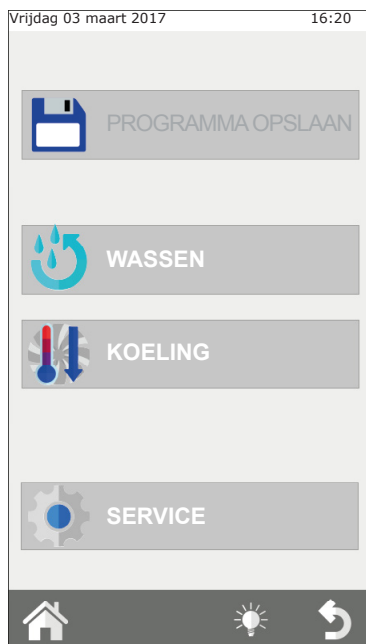 Vrijdag 03 maart 2017 16:20
PROGRAMMA OPSLAAN
WASSEN
KOELING
SERVICE